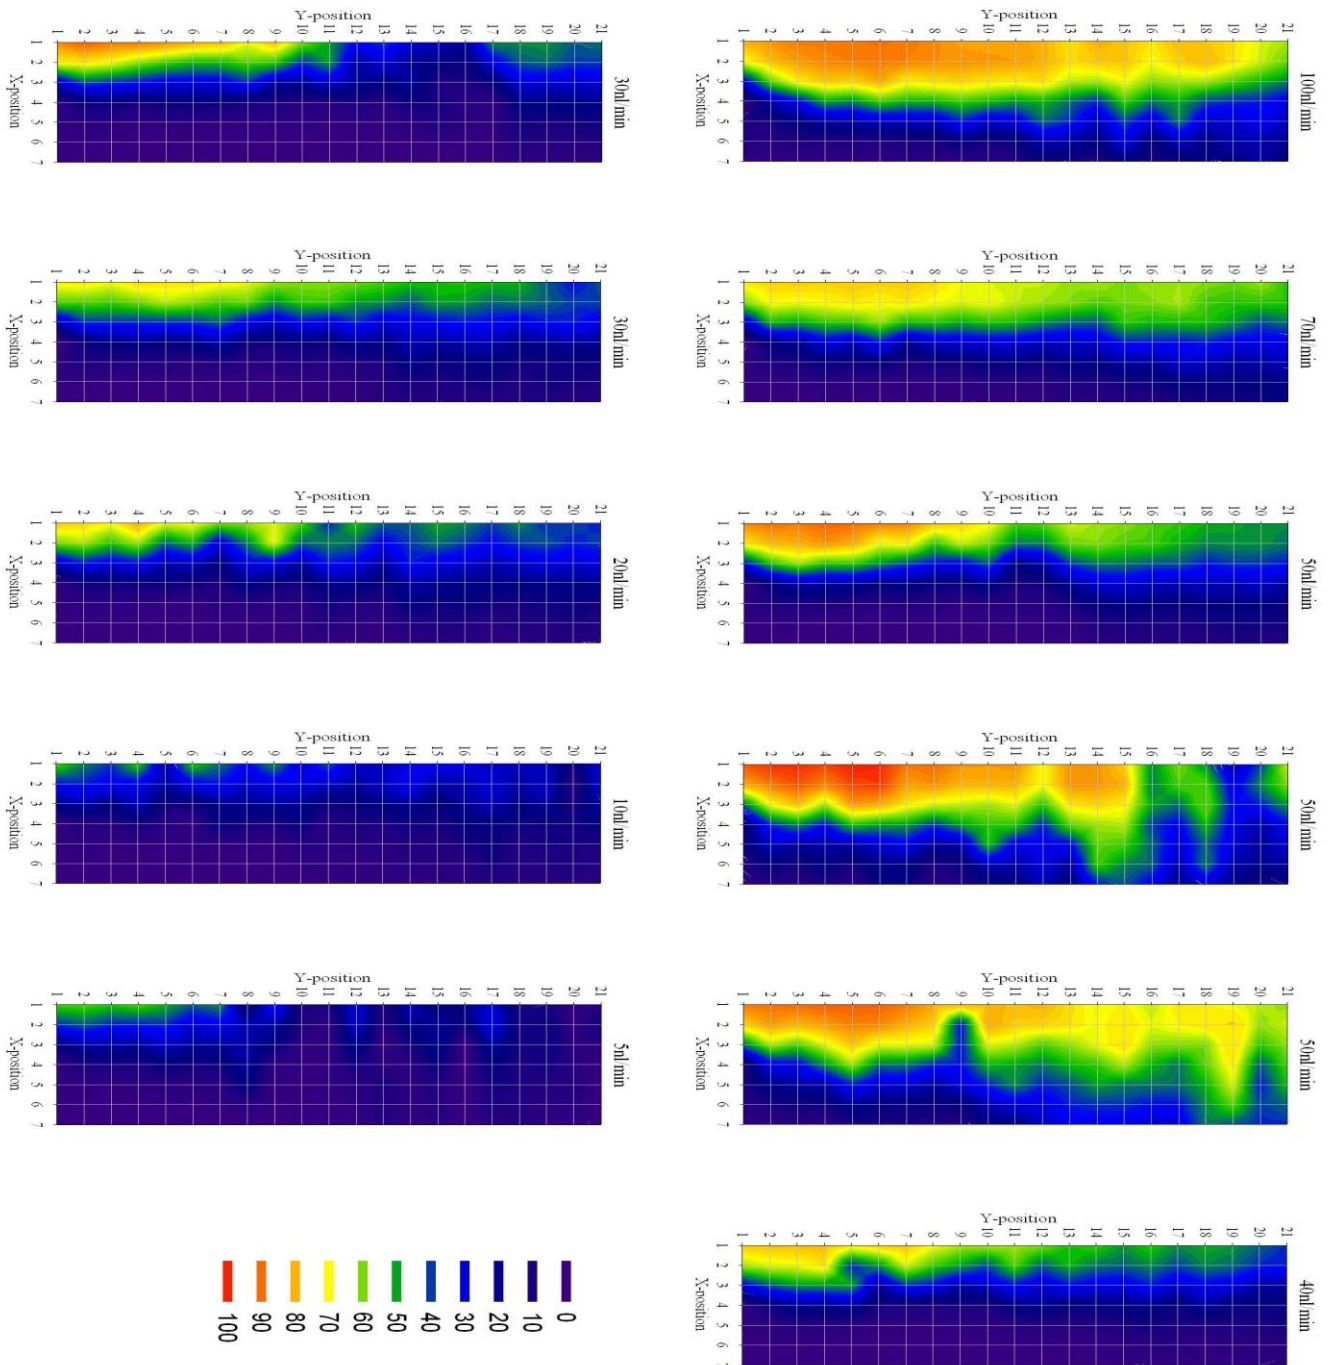 Y-position
1 2 3 4 5 6 7 8 9 10 11 12 13 14 15 16 17 18 19 20 21
1 2 3 4 5 6 7
X-position
30nl/min
Y-position
1 2 3 4 5 6 7 8 9 10 11 12 13 14 15 16 17 18 19 20 21
1 2 3 4 5 6 7
X-position
100nl/min
Y-position
1 2 3 4 5 6 7 8 9 10 11 12 13 14 15 16 17 18 19 20 21
1 2 3 4 5 6 7
X-position
30nl/min
Y-position
1 2 3 4 5 6 7 8 9 10 11 12 13 14 15 16 17 18 19 20 21
1 2 3 4 5 6 7
X-position
70nl/min
Y-position
1 2 3 4 5 6 7 8 9 10 11 12 13 14 15 16 17 18 19 20 21
1 2 3 4 5 6 7
X-position
20nl/min
Y-position
1 2 3 4 5 6 7 8 9 10 11 12 13 14 15 16 17 18 19 20 21
1 2 3 4 5 6 7
X-position
50nl/min
Y-position
1 2 3 4 5 6 7 8 9 10 11 12 13 14 15 16 17 18 19 20 21
1 2 3 4 5 6 7
X-position
10nl/min
Y-position
1 2 3 4 5 6 7 8 9 10 11 12 13 14 15 16 17 18 19 20 21
1 2 3 4 5 6 7
X-position
50nl/min
Y-position
1 2 3 4 5 6 7 8 9 10 11 12 13 14 15 16 17 18 19 20 21
1 2 3 4 5 6 7
X-position
5nl/min
Y-position
1 2 3 4 5 6 7 8 9 10 11 12 13 14 15 16 17 18 19 20 21
1 2 3 4 5 6 7
X-position
50nl/min
Y-position
1 2 3 4 5 6 7 8 9 10 11 12 13 14 15 16 17 18 19 20 21
1 2 3 4 5 6 7
X-position
40nl/min
0
10
20
30
40
50
60
70
80
90
100